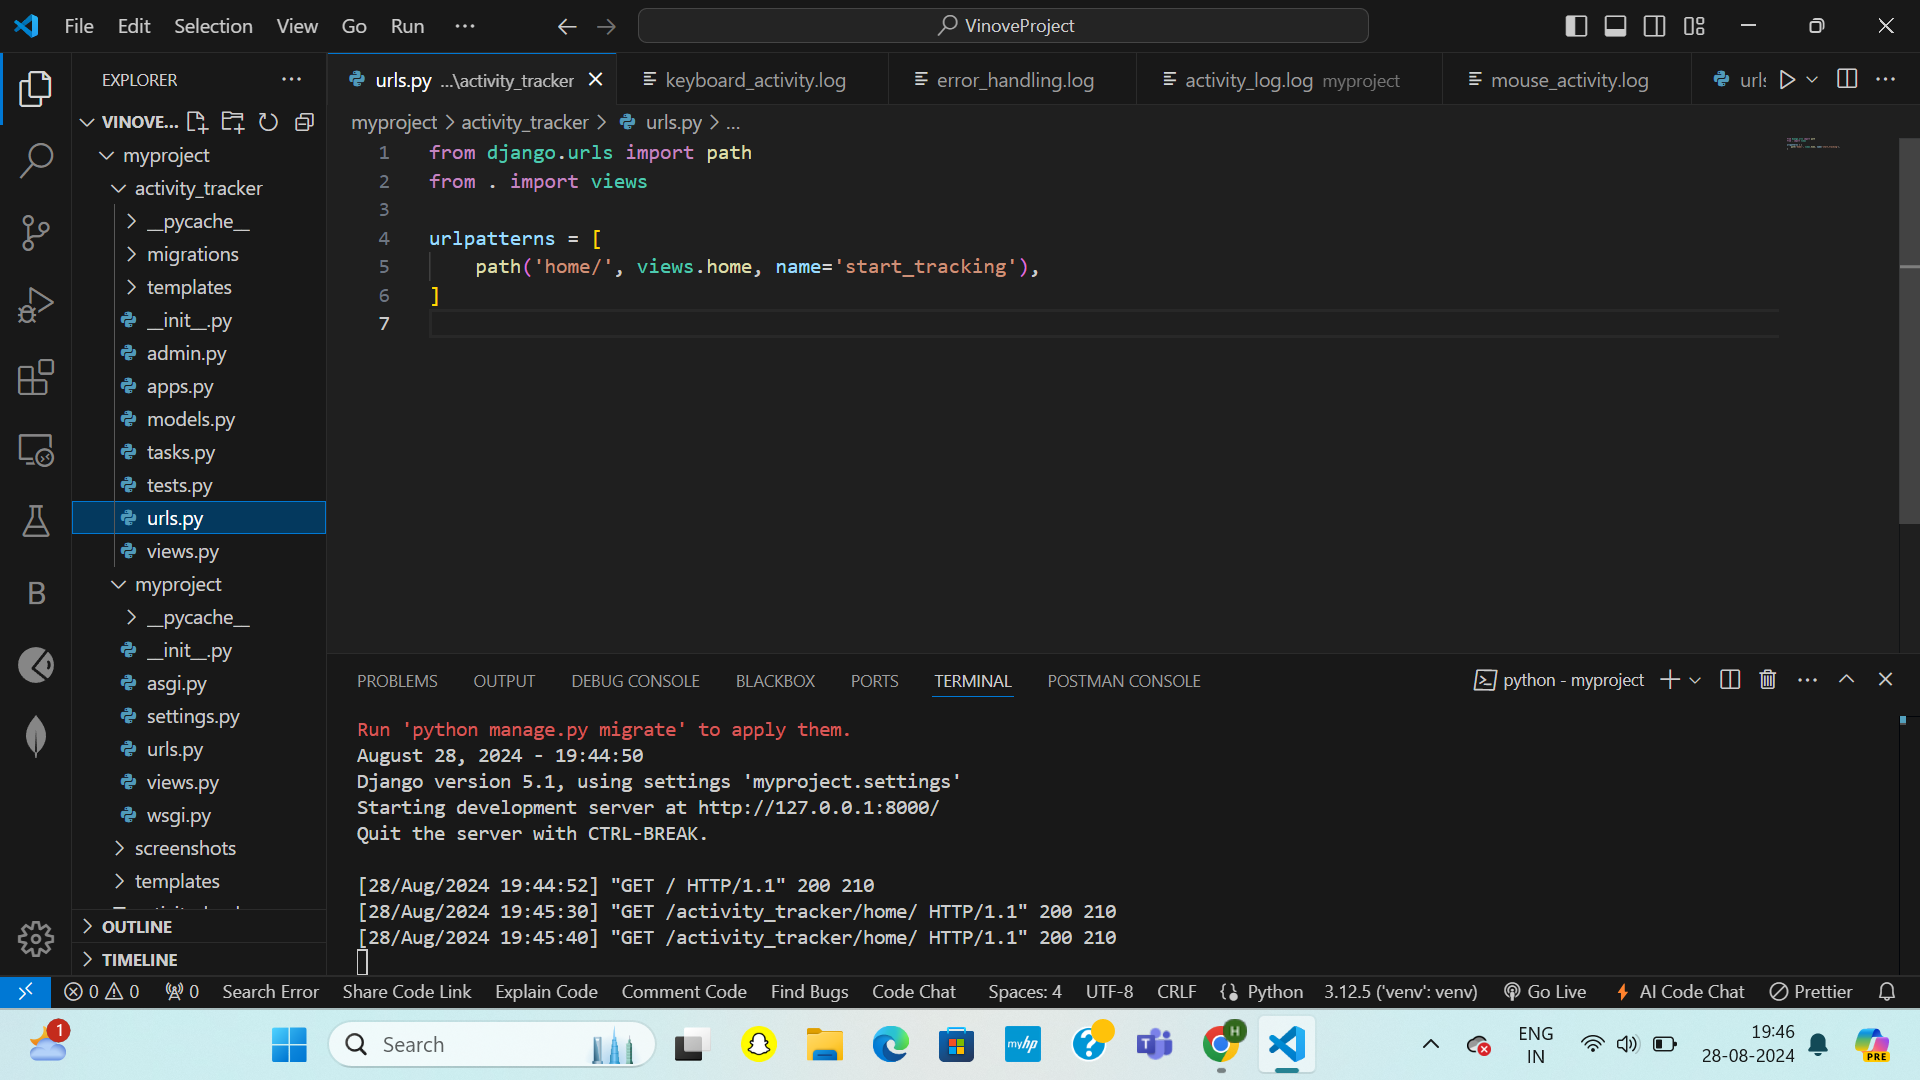 File Edit Selection View Go Run ··· VinoveProject
EXPLORER
VINOVE...
myproject
activity_tracker
__pycache__
migrations
templates
__init__.py
admin.py
apps.py
models.py
tasks.py
tests.py
urls.py
views.py
myproject
__pycache__
__init__.py
asgi.py
settings.py
urls.py
views.py
wsgi.py
screenshots
templates
OUTLINE
TIMELINE
urls.py ...\activity_tracker keyboard_activity.log error_handling.log activity_log.log myproject mouse_activity.log
myproject > activity_tracker > urls.py > ...
1 from django.urls import path
2 from . import views
3
4 urlpatterns = [
5 path('home/', views.home, name='start_tracking'),
6 ]
7
PROBLEMS OUTPUT DEBUG CONSOLE BLACKBOX PORTS TERMINAL POSTMAN CONSOLE python - myproject
Run 'python manage.py migrate' to apply them.
August 28, 2024 - 19:44:50
Django version 5.1, using settings 'myproject.settings'
Starting development server at http://127.0.0.1:8000/
Quit the server with CTRL-BREAK.
[28/Aug/2024 19:44:52] "GET / HTTP/1.1" 200 210
[28/Aug/2024 19:45:30] "GET /activity_tracker/home/ HTTP/1.1" 200 210
[28/Aug/2024 19:45:40] "GET /activity_tracker/home/ HTTP/1.1" 200 210
0 0 0 Search Error Share Code Link Explain Code Comment Code Find Bugs Code Chat Spaces: 4 UTF-8 CRLF Python 3.12.5 ('venv': venv) Go Live AI Code Chat Prettier
1 Search myhp H ENG 19:46
IN 28-08-2024 PRE